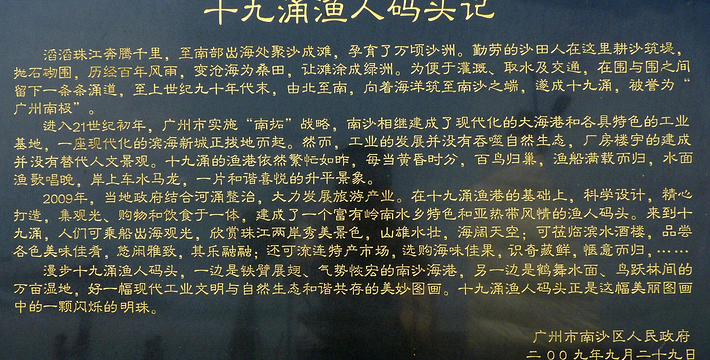 十九涌渔人码头记
滔滔珠江奔腾千里，至南部出海处聚沙成滩，孕育了万顷沙洲。勤劳的沙田人在这里耕沙筑堤，
抛石砌围，历经百年风雨，变沧海为桑田，让滩涂成绿洲。为便于灌溉、取水及交通，在围与围之间
留下一条条涌道，至上世纪九十年代末，由北至南，向着海洋筑至南沙之端，遂成十九涌，被誉为“
广州南极”。
进入21世纪初年，广州市实施“南拓”战略，南沙相继建成了现代化的大海港和各具特色的工业
基地，一座现代化的滨海新城正拔地而起。然而，工业的发展并没有吞噬自然生态，厂房楼宇的建成
并没有替代人文景观。十九涌的渔港依然繁忙如昨，每当黄昏时分，百鸟归巢，渔船满载而归，水面
渔歌唱晚，岸上车水马龙，一片和谐喜悦的升平景象。
2009年，当地政府结合河涌整治，大力发展旅游产业。在十九涌渔港的基础上，科学设计，精心
打造，集观光、购物和饮食于一体，建成了一个富有岭南水乡特色和亚热带风情的渔人码头。来到十
九涌，人们可乘船出海观光，欣赏珠江两岸秀美景色，山雄水壮，海阔天空；可莅临滨水酒楼，品尝
各色美味佳肴，悠闲雅致，其乐融融；还可流连特产市场，选购海味佳果，识奇藏鲜，惬意而归，……
漫步十九涌渔人码头，一边是铁臂展翅、气势恢宏的南沙海港，另一边是鹤舞水面、鸟跃林间的
万亩湿地，好一幅现代工业文明与自然生态和谐共存的美妙图画。十九涌渔人码头正是这幅美丽图画
中的一颗闪烁的明珠。
广州市南沙区人民政府
二00九年九月二十九日